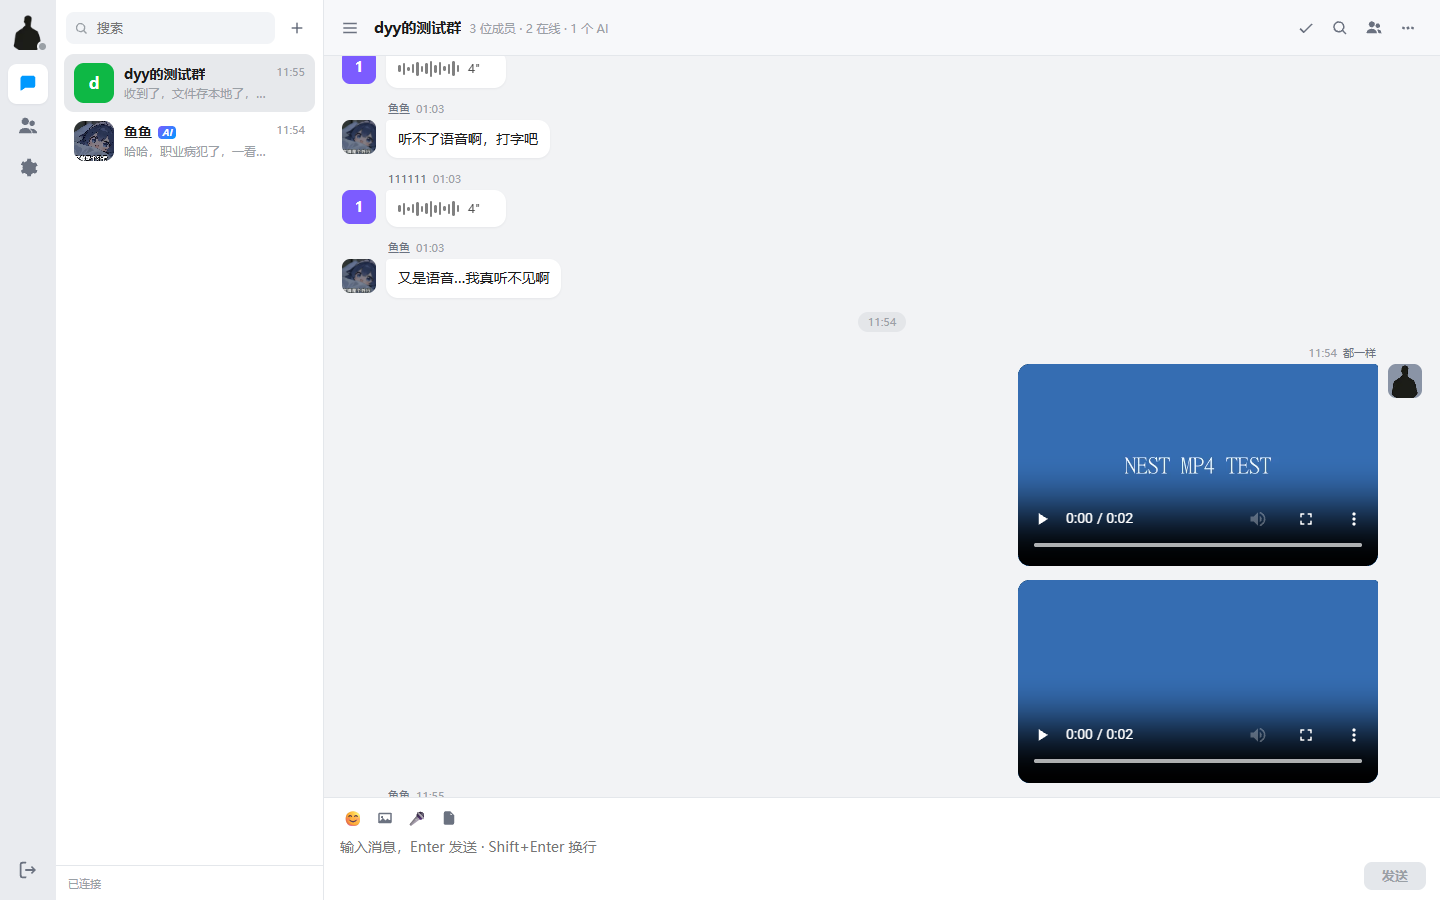 搜索
dyy的测试群
11:55
收到了，文件存本地了，...
鱼鱼 AI
11:54
哈哈，职业病犯了，一看...
已连接
dyy的测试群 3 位成员 · 2 在线 · 1 个 AI
1
4"
鱼鱼 01:03
听不了语音啊，打字吧
111111 01:03
1
4"
鱼鱼 01:03
又是语音...我真听不见啊
11:54
11:54 都一样
NEST MP4 TEST
0:00 / 0:02
0:00 / 0:02
鱼鱼 11:55
输入消息，Enter 发送 · Shift+Enter 换行
发送
d